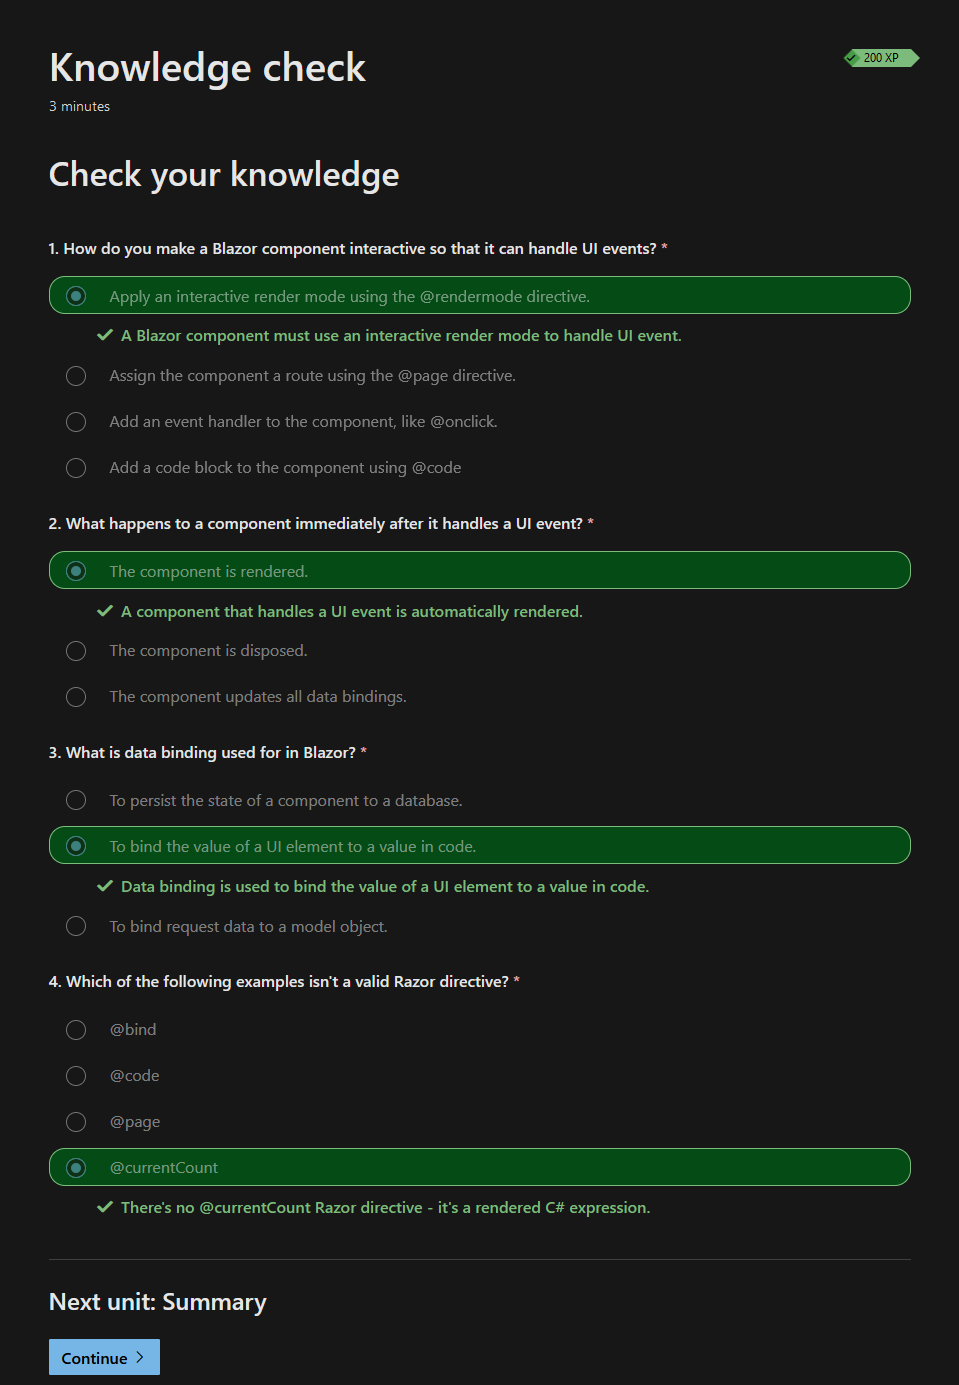 Knowledge check
200 XP
3 minutes
Check your knowledge
1. How do you make a Blazor component interactive so that it can handle UI events? *
Apply an interactive render mode using the @rendermode directive.
A Blazor component must use an interactive render mode to handle UI event.
Assign the component a route using the @page directive.
Add an event handler to the component, like @onclick.
Add a code block to the component using @code
2. What happens to a component immediately after it handles a UI event? *
The component is rendered.
A component that handles a UI event is automatically rendered.
The component is disposed.
The component updates all data bindings.
3. What is data binding used for in Blazor? *
To persist the state of a component to a database.
To bind the value of a UI element to a value in code.
Data binding is used to bind the value of a UI element to a value in code.
To bind request data to a model object.
4. Which of the following examples isn't a valid Razor directive? *
@bind
@code
@page
@currentCount
There's no @currentCount Razor directive - it's a rendered C# expression.
Next unit: Summary
Continue